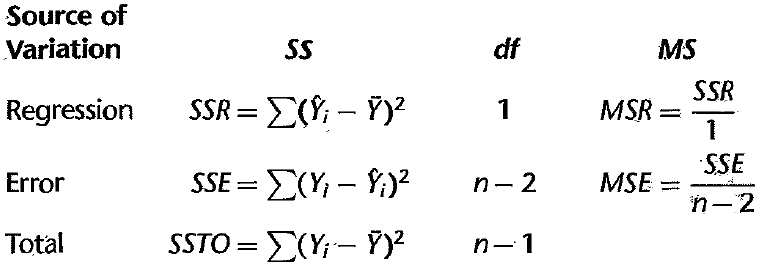 Source of
Variation SS df MS
Regression SSR = ∑(Ŷᵢ − Ȳ)² 1 MSR = SSR/1
Error SSE = ∑(Yᵢ − Ŷᵢ)² n − 2 MSE = SSE/n − 2
Total SSTO = ∑(Yᵢ − Ȳ)² n − 1